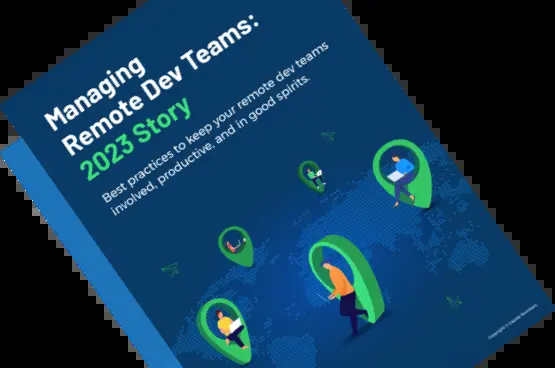 Managing
Remote Dev Teams:
2023 Story
Best practices to keep your remote dev teams
involved, productive, and in good spirits.